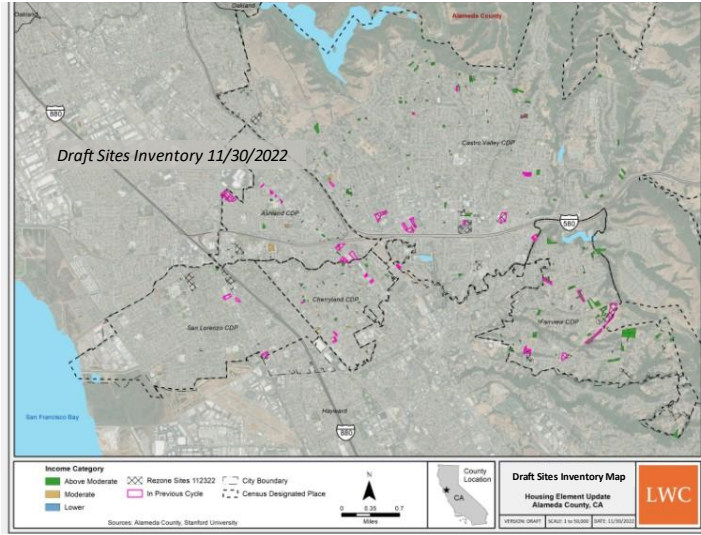 Oakland
Oakland
Alameda County
880
Draft Sites Inventory 11/30/2022
Castro Valley CDP
Ashland CDP
580
Cherryland CDP
San Lorenzo CDP
Fairview CDP
San Francisco Bay
Hayward
880
Income Category
Above Moderate
Moderate
Lower
Rezone Sites 112322
In Previous Cycle
City Boundary
Census Designated Place
Sources: Alameda County, Stanford University
N
0 0.35 0.7
Miles
County
Location
CA
Draft Sites Inventory Map
Housing Element Update
Alameda County, CA
VERSION: DRAFT SCALE: 1 to 50,000 DATE: 11/30/2022
LWC